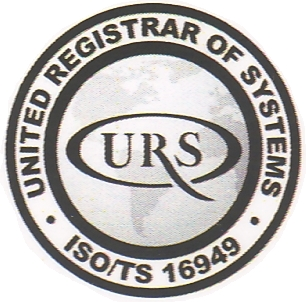 UNITED REGISTRAR OF SYSTEMS
URS
• ISO/TS 16949 •